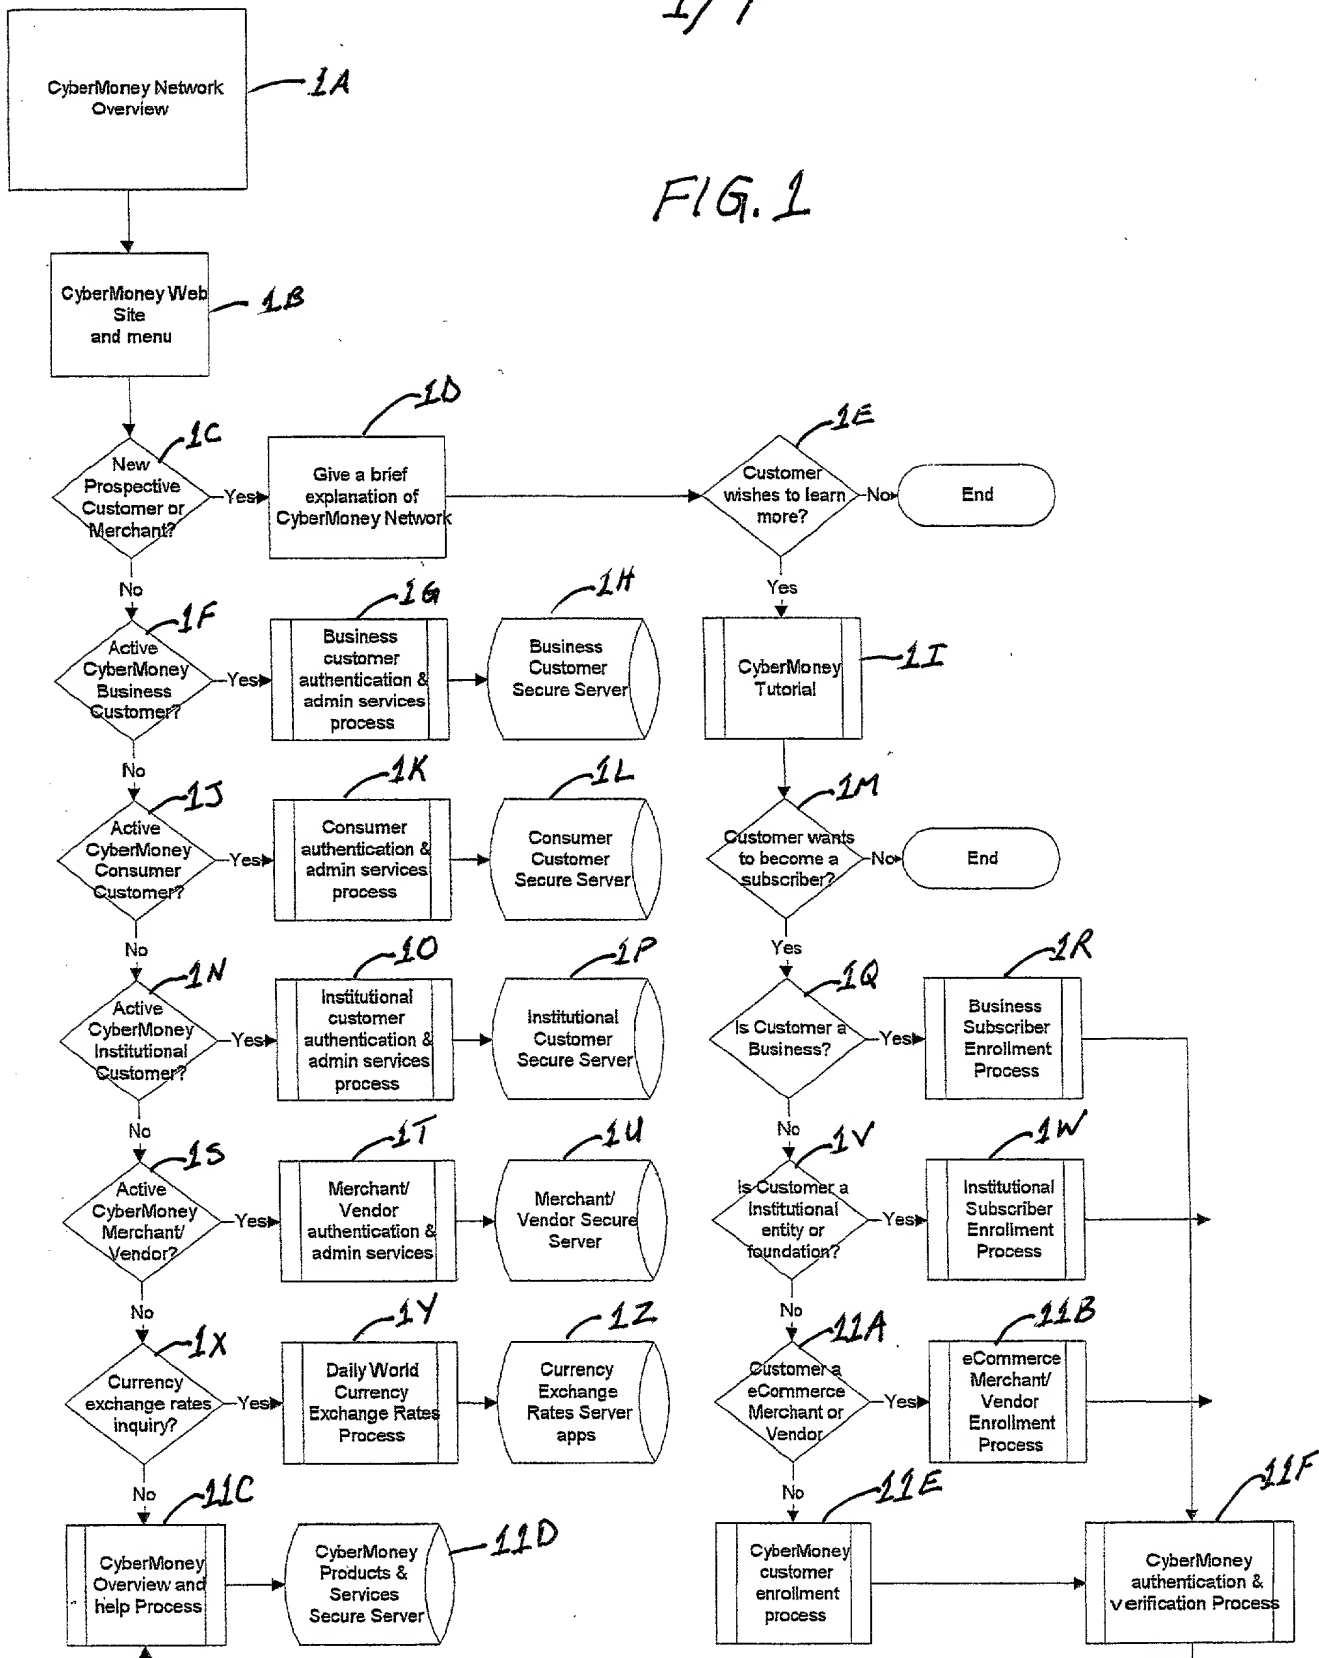 1/7
CyberMoney Network
Overview
1A
FIG. 1
CyberMoney Web
Site
and menu
1B
1C
New
Prospective
Customer or
Merchant?
Yes
1D
Give a brief
explanation of
CyberMoney Network
1E
Customer
wishes to learn
more?
No
End
No
Yes
1F
Active
CyberMoney
Business
Customer?
Yes
1G
Business
customer
authentication &
admin services
process
1H
Business
Customer
Secure Server
CyberMoney
Tutorial
1I
No
1J
Active
CyberMoney
Consumer
Customer?
Yes
1K
Consumer
authentication &
admin services
process
1L
Consumer
Customer
Secure Server
1M
Customer wants
to become a
subscriber?
No
End
No
Yes
1N
Active
CyberMoney
Institutional
Customer?
Yes
1O
Institutional
customer
authentication &
admin services
process
1P
Institutional
Customer
Secure Server
1Q
Is Customer a
Business?
Yes
1R
Business
Subscriber
Enrollment
Process
No
No
1S
Active
CyberMoney
Merchant/
Vendor?
Yes
1T
Merchant/
Vendor
authentication &
admin services
1U
Merchant/
Vendor Secure
Server
1V
Is Customer a
Institutional
entity or
foundation?
Yes
1W
Institutional
Subscriber
Enrollment
Process
No
No
1X
Currency
exchange rates
inquiry?
Yes
1Y
Daily World
Currency
Exchange Rates
Process
1Z
Currency
Exchange
Rates Server
apps
11A
Customer a
eCommerce
Merchant or
Vendor
Yes
11B
eCommerce
Merchant/
Vendor
Enrollment
Process
No
No
11C
CyberMoney
Overview and
help Process
11D
CyberMoney
Products &
Services
Secure Server
11E
CyberMoney
customer
enrollment
process
11F
CyberMoney
authentication &
verification Process